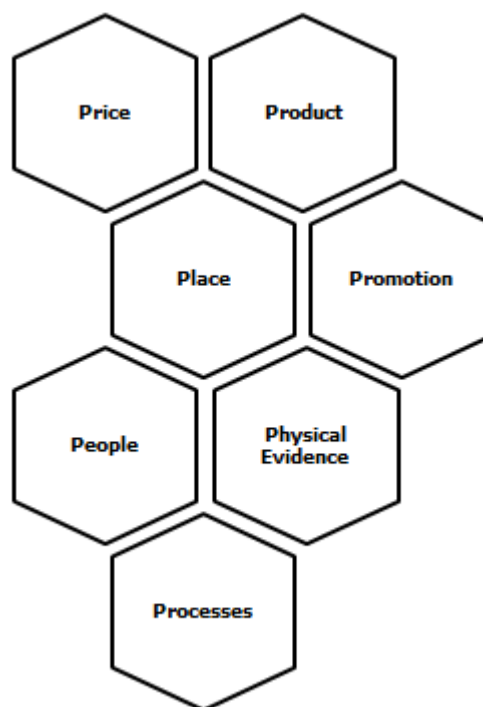 Price
Product
Place
Promotion
People
Physical
Evidence
Processes